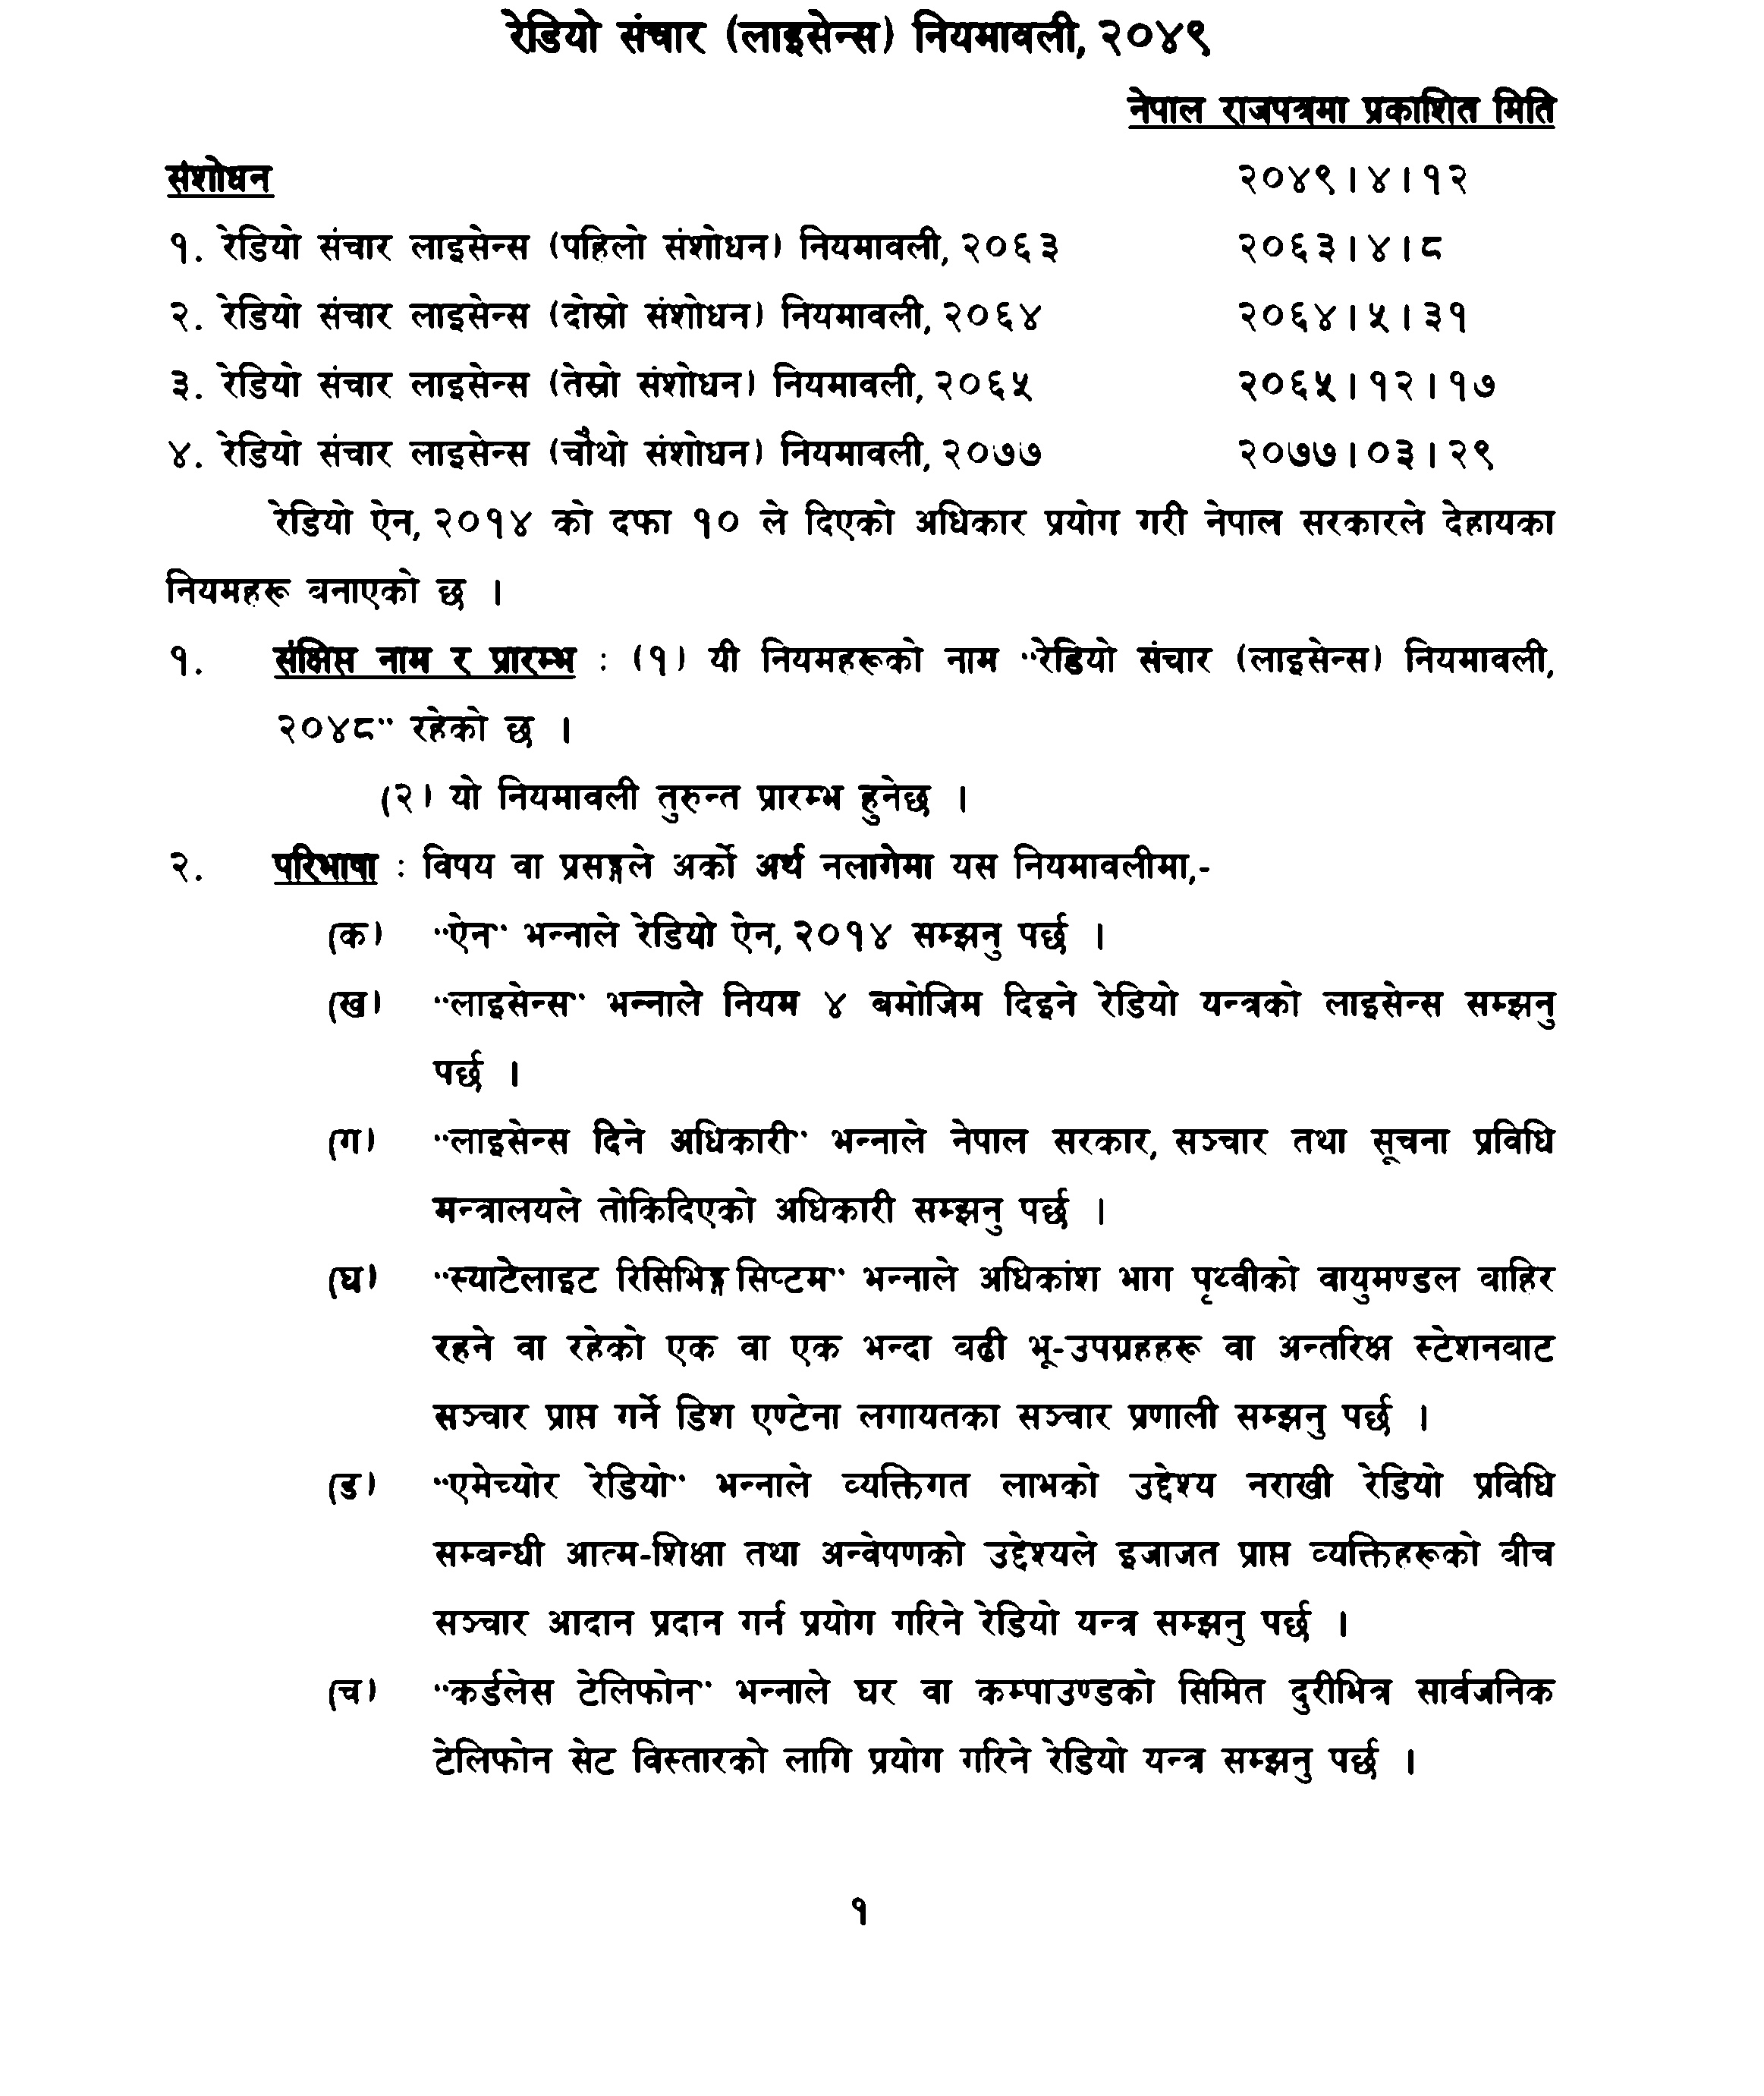 रेडियो संचार (लाइसेन्स) नियमावली, २०४९
नेपाल राजपत्रमा प्रकाशित मिति
संशोधन २०४९।४।१२
१. रेडियो संचार लाइसेन्स (पहिलो संशोधन) नियमावली, २०६३ २०६३।४।८
२. रेडियो संचार लाइसेन्स (दोस्रो संशोधन) नियमावली, २०६४ २०६४।५।३१
३. रेडियो संचार लाइसेन्स (तेस्रो संशोधन) नियमावली, २०६५ २०६५।१२।१७
४. रेडियो संचार लाइसेन्स (चौथो संशोधन) नियमावली, २०७७ २०७७।०३।२९
रेडियो ऐन, २०१४ को दफा १० ले दिएको अधिकार प्रयोग गरी नेपाल सरकारले देहायका
नियमहरू बनाएको छ ।
१. संक्षिप्त नाम र प्रारम्भ : (१) यी नियमहरूको नाम "रेडियो संचार (लाइसेन्स) नियमावली,
२०४८" रहेको छ ।
(२) यो नियमावली तुरुन्त प्रारम्भ हुनेछ ।
२. परिभाषा : विषय वा प्रसङ्गले अर्को अर्थ नलागेमा यस नियमावलीमा,-
(क) "ऐन" भन्नाले रेडियो ऐन, २०१४ सम्झनु पर्छ ।
(ख) "लाइसेन्स" भन्नाले नियम ४ बमोजिम दिइने रेडियो यन्त्रको लाइसेन्स सम्झनु
पर्छ ।
(ग) "लाइसेन्स दिने अधिकारी" भन्नाले नेपाल सरकार, सञ्चार तथा सूचना प्रविधि
मन्त्रालयले तोकिदिएको अधिकारी सम्झनु पर्छ ।
(घ) "स्याटेलाइट रिसिभिङ्ग सिष्टम" भन्नाले अधिकांश भाग पृथ्वीको वायुमण्डल बाहिर
रहने वा रहेको एक वा एक भन्दा बढी भू-उपग्रहहरू वा अन्तरिक्ष स्टेशनबाट
सञ्चार प्राप्त गर्ने डिश एण्टेना लगायतका सञ्चार प्रणाली सम्झनु पर्छ ।
(ङ) "एमेच्योर रेडियो" भन्नाले व्यक्तिगत लाभको उद्देश्य नराखी रेडियो प्रविधि
सम्बन्धी आत्म-शिक्षा तथा अन्वेषणको उद्देश्यले इजाजत प्राप्त व्यक्तिहरूको बीच
सञ्चार आदान प्रदान गर्न प्रयोग गरिने रेडियो यन्त्र सम्झनु पर्छ ।
(च) "कर्डलेस टेलिफोन" भन्नाले घर वा कम्पाउण्डको सिमित दुरीभित्र सार्वजनिक
टेलिफोन सेट विस्तारको लागि प्रयोग गरिने रेडियो यन्त्र सम्झनु पर्छ ।
१